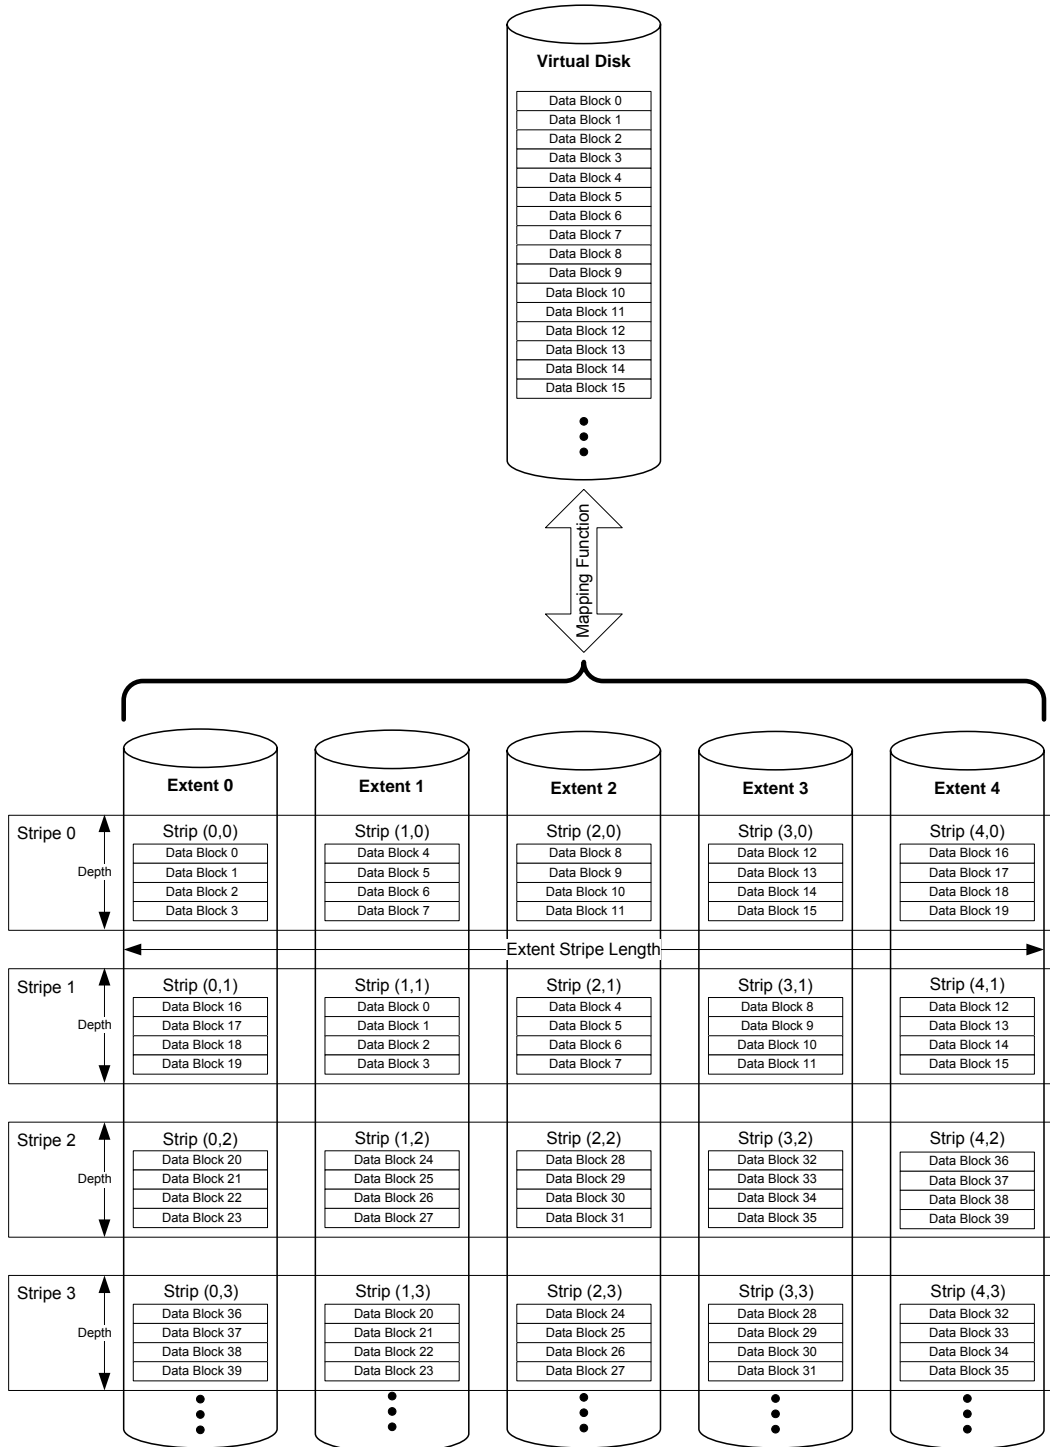 Virtual Disk
Data Block 0
Data Block 1
Data Block 2
Data Block 3
Data Block 4
Data Block 5
Data Block 6
Data Block 7
Data Block 8
Data Block 9
Data Block 10
Data Block 11
Data Block 12
Data Block 13
Data Block 14
Data Block 15
Mapping Function
Extent 0 Extent 1 Extent 2 Extent 3 Extent 4
Stripe 0 Strip (0,0) Strip (1,0) Strip (2,0) Strip (3,0) Strip (4,0)
Data Block 0 Data Block 4 Data Block 8 Data Block 12 Data Block 16
Depth Data Block 1 Data Block 5 Data Block 9 Data Block 13 Data Block 17
Data Block 2 Data Block 6 Data Block 10 Data Block 14 Data Block 18
Data Block 3 Data Block 7 Data Block 11 Data Block 15 Data Block 19
Extent Stripe Length
Stripe 1 Strip (0,1) Strip (1,1) Strip (2,1) Strip (3,1) Strip (4,1)
Data Block 16 Data Block 0 Data Block 4 Data Block 8 Data Block 12
Depth Data Block 17 Data Block 1 Data Block 5 Data Block 9 Data Block 13
Data Block 18 Data Block 2 Data Block 6 Data Block 10 Data Block 14
Data Block 19 Data Block 3 Data Block 7 Data Block 11 Data Block 15
Stripe 2 Strip (0,2) Strip (1,2) Strip (2,2) Strip (3,2) Strip (4,2)
Data Block 20 Data Block 24 Data Block 28 Data Block 32 Data Block 36
Depth Data Block 21 Data Block 25 Data Block 29 Data Block 33 Data Block 37
Data Block 22 Data Block 26 Data Block 30 Data Block 34 Data Block 38
Data Block 23 Data Block 27 Data Block 31 Data Block 35 Data Block 39
Stripe 3 Strip (0,3) Strip (1,3) Strip (2,3) Strip (3,3) Strip (4,3)
Data Block 36 Data Block 20 Data Block 24 Data Block 28 Data Block 32
Depth Data Block 37 Data Block 21 Data Block 25 Data Block 29 Data Block 33
Data Block 38 Data Block 22 Data Block 26 Data Block 30 Data Block 34
Data Block 39 Data Block 23 Data Block 27 Data Block 31 Data Block 35